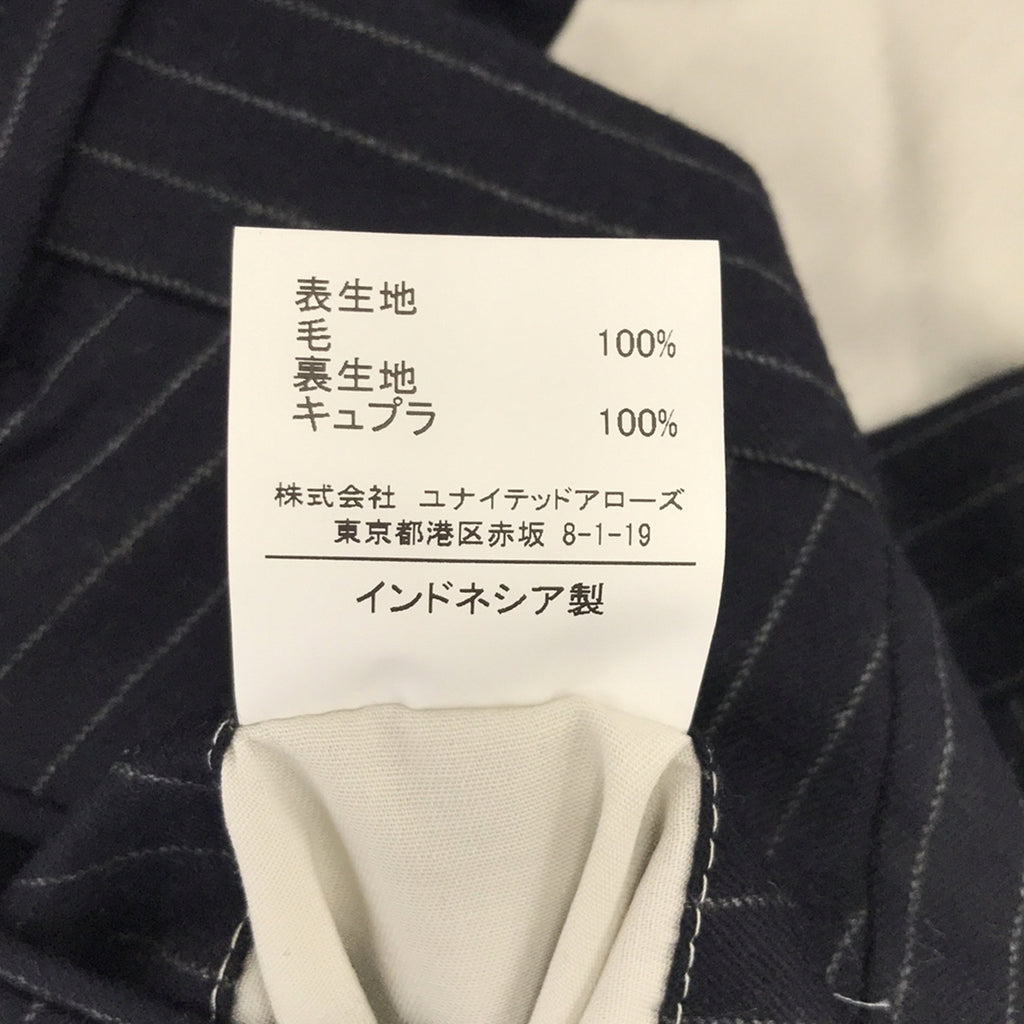 表生地
毛 100%
裏生地
キュプラ 100%
株式会社 ユナイテッドアローズ
東京都港区赤坂 8-1-19
インドネシア製